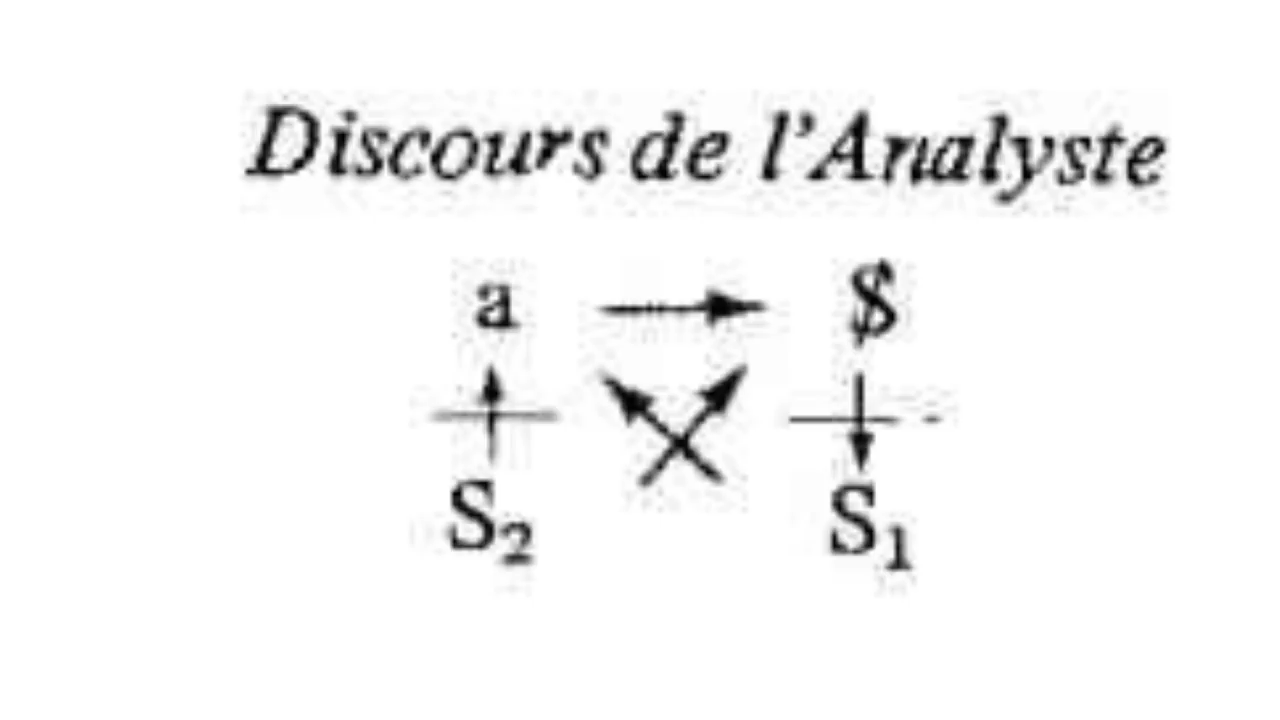 Discours de l'Analyste
a → $
S₂ S₁